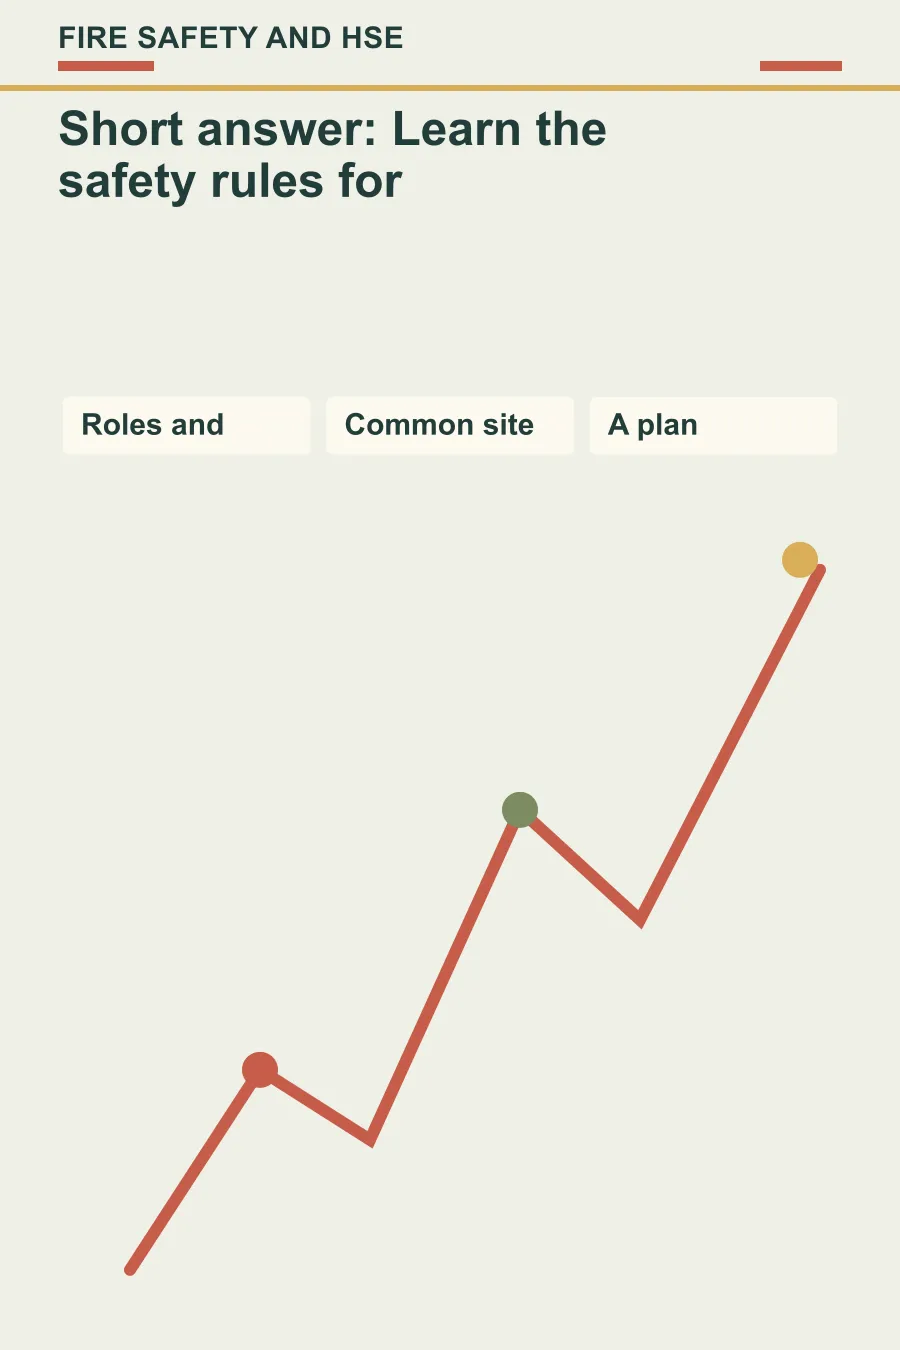 FIRE SAFETY AND HSE
Short answer: Learn the
safety rules for
Roles and
Common site
A plan